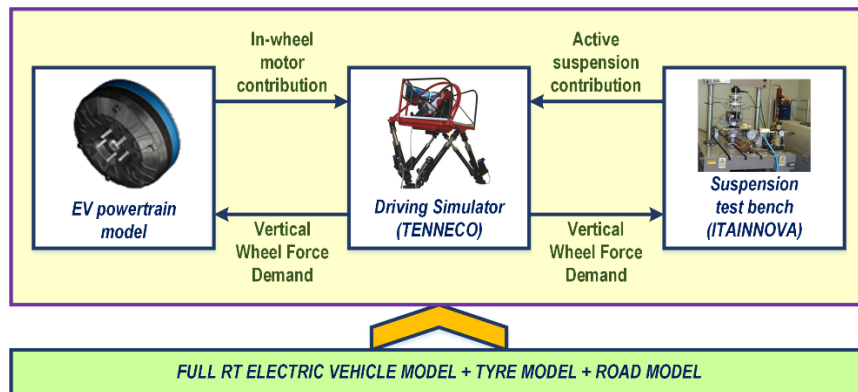 In-wheel
motor
contribution
Active
suspension
contribution
EV powertrain
model
Driving Simulator
(TENNECO)
Suspension
test bench
(ITAINNOVA)
Vertical
Wheel Force
Demand
Vertical
Wheel Force
Demand
FULL RT ELECTRIC VEHICLE MODEL + TYRE MODEL + ROAD MODEL